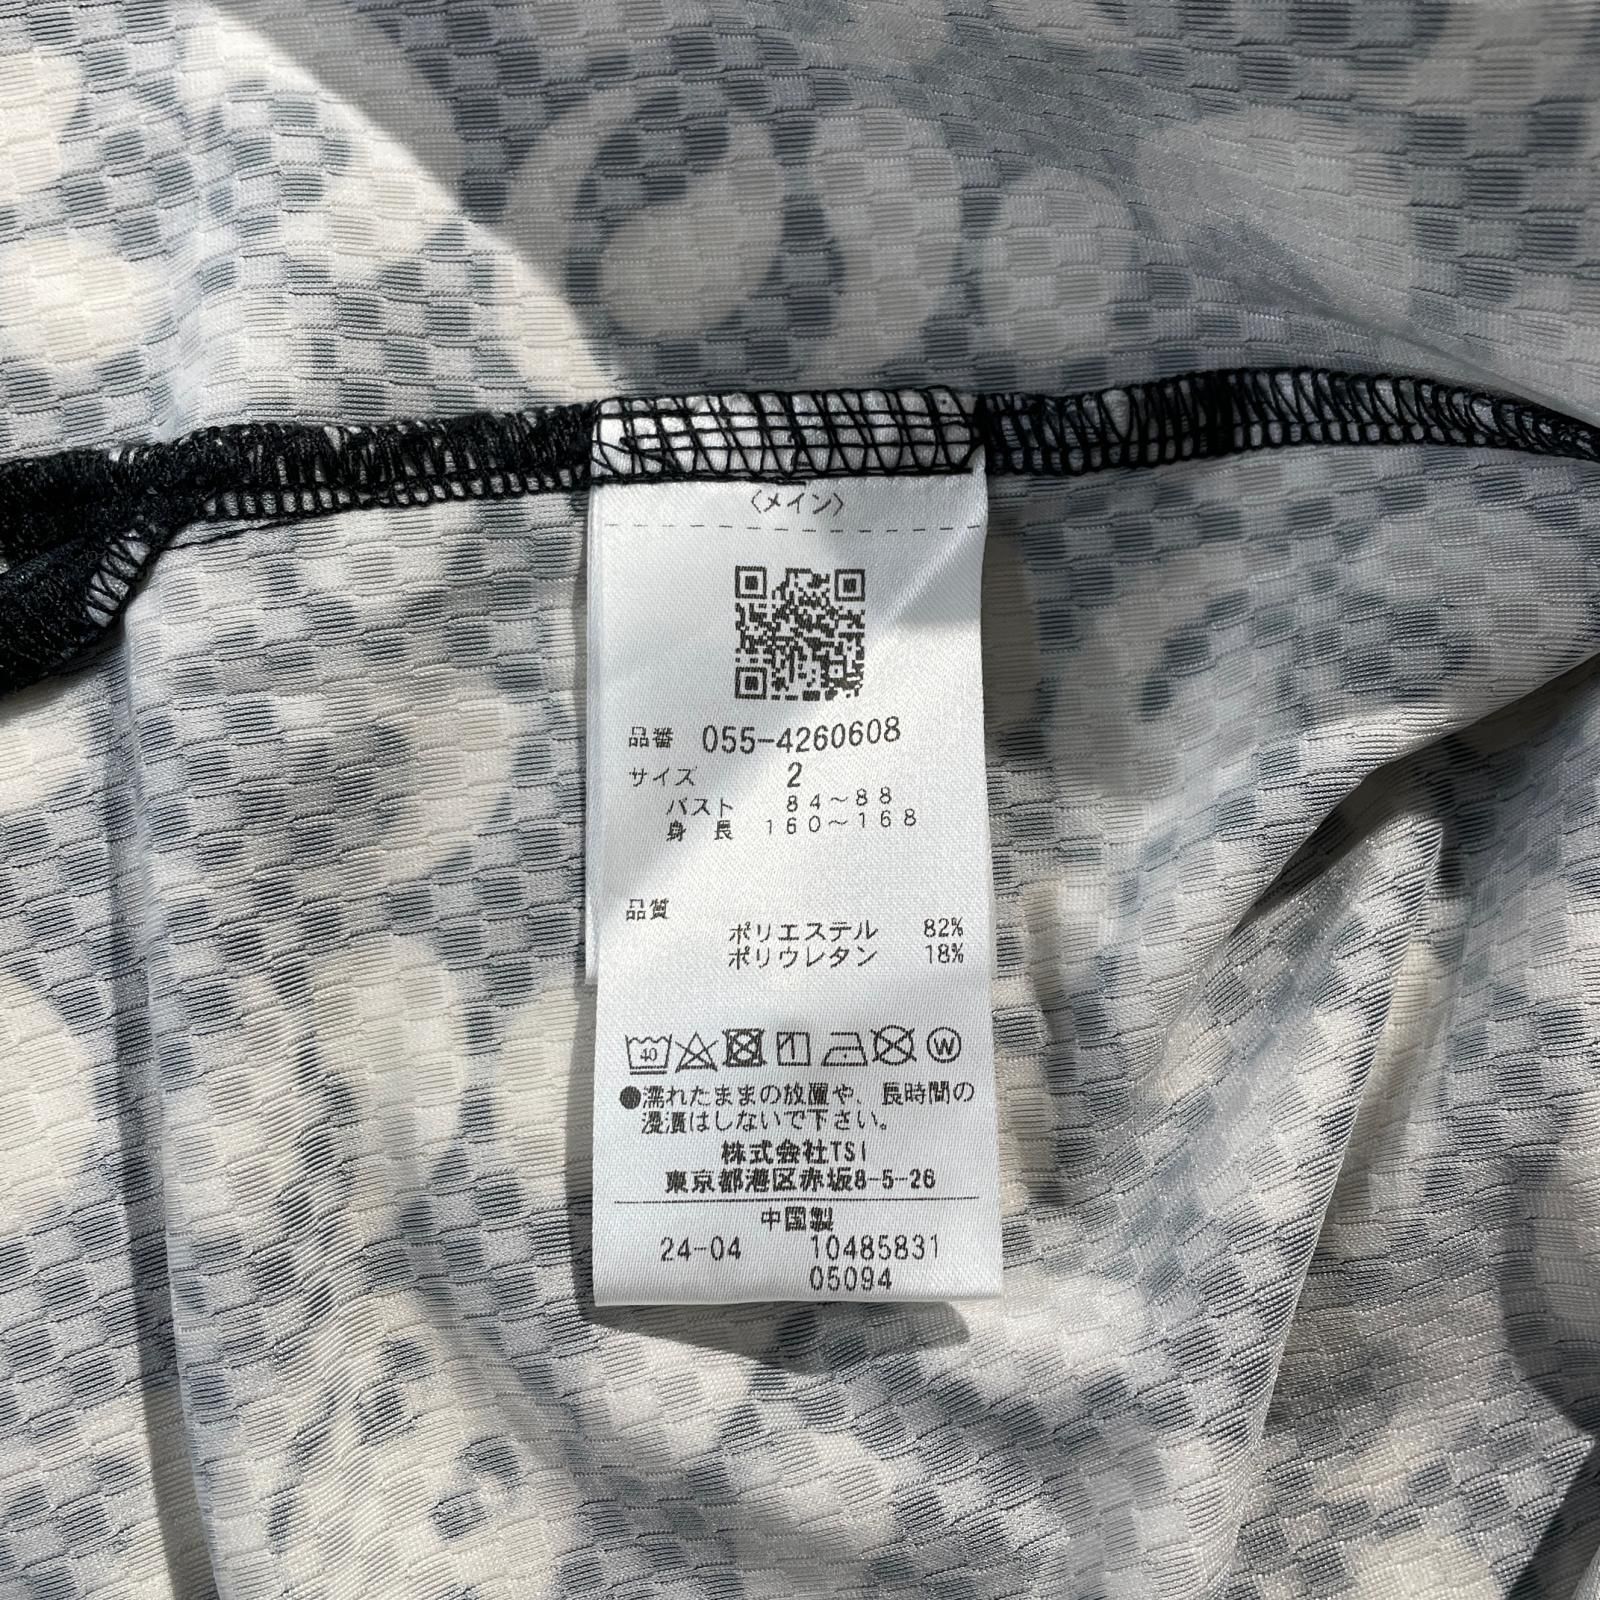 〈メイン〉
品番 055-4260608
サイズ 2
バスト 84～88
身 長 160～168
品質
ポリエステル 82%
ポリウレタン 18%
40 W
●濡れたままの放置や、長時間の
浸漬はしないで下さい。
株式会社TSI
東京都港区赤坂8-5-26
中国製
24-04 10485831
05094